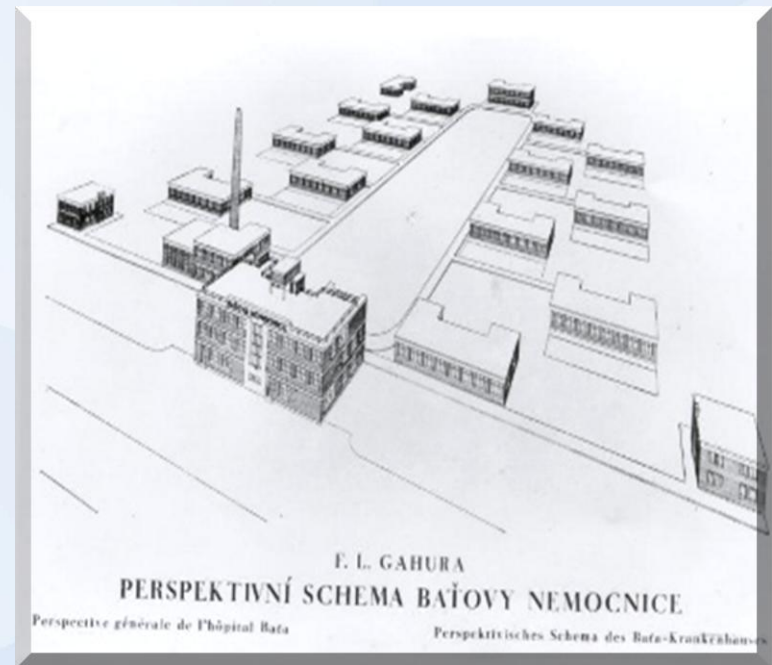 F. L. GAHURA
PERSPEKTIVNÍ SCHEMA BAŤOVY NEMOCNICE
Perspective générale de l'hôpital Bata
Perspektivisches Schema des Bata-Krankenhauses